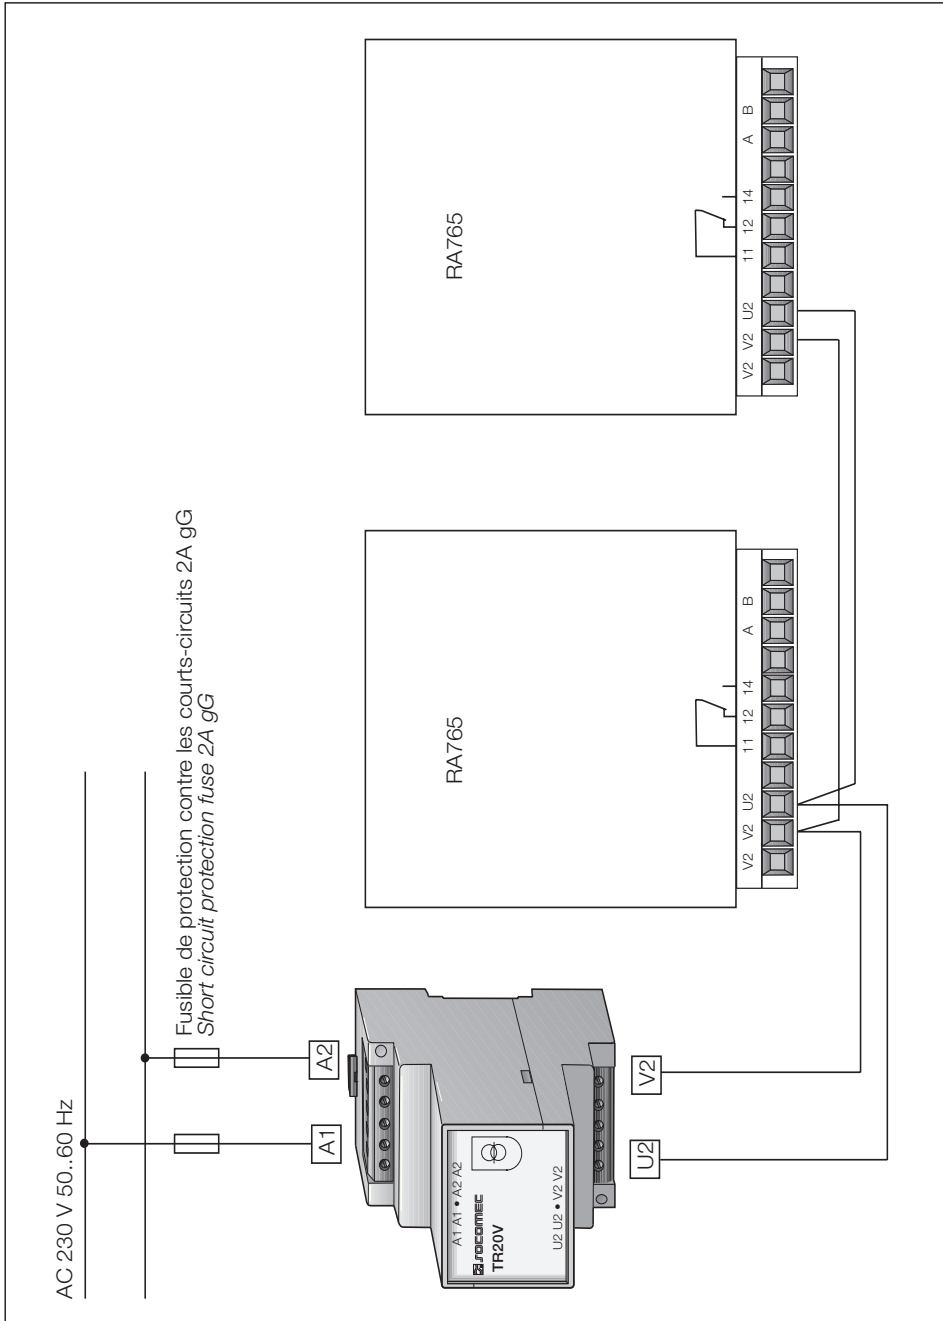 AC 230 V 50..60 Hz
Fusible de protection contre les courts-circuits 2A gG
Short circuit protection fuse 2A gG
A1
A2
A1 A1 • A2 A2
socomec
TR20V
U2 U2 • V2 V2
U2
V2
RA765
V2 V2 U2 11 12 14 A B
RA765
V2 V2 U2 11 12 14 A B